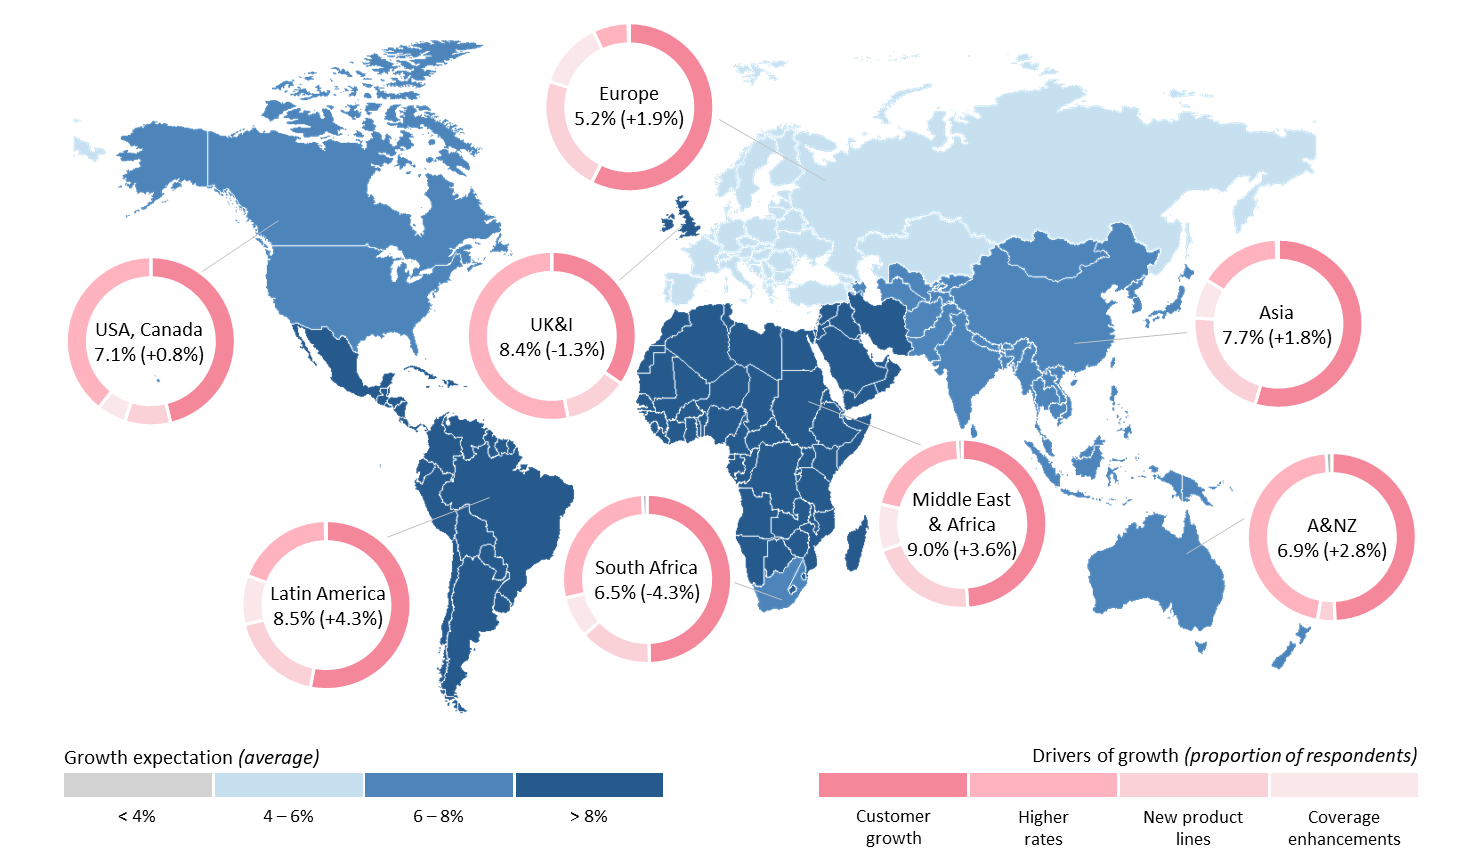 Europe
5.2% (+1.9%)
USA, Canada
7.1% (+0.8%)
UK&I
8.4% (-1.3%)
Asia
7.7% (+1.8%)
Latin America
8.5% (+4.3%)
South Africa
6.5% (-4.3%)
Middle East
& Africa
9.0% (+3.6%)
A&NZ
6.9% (+2.8%)
Growth expectation (average)
< 4%
4 – 6%
6 – 8%
> 8%
Drivers of growth (proportion of respondents)
Customer
growth
Higher
rates
New product
lines
Coverage
enhancements